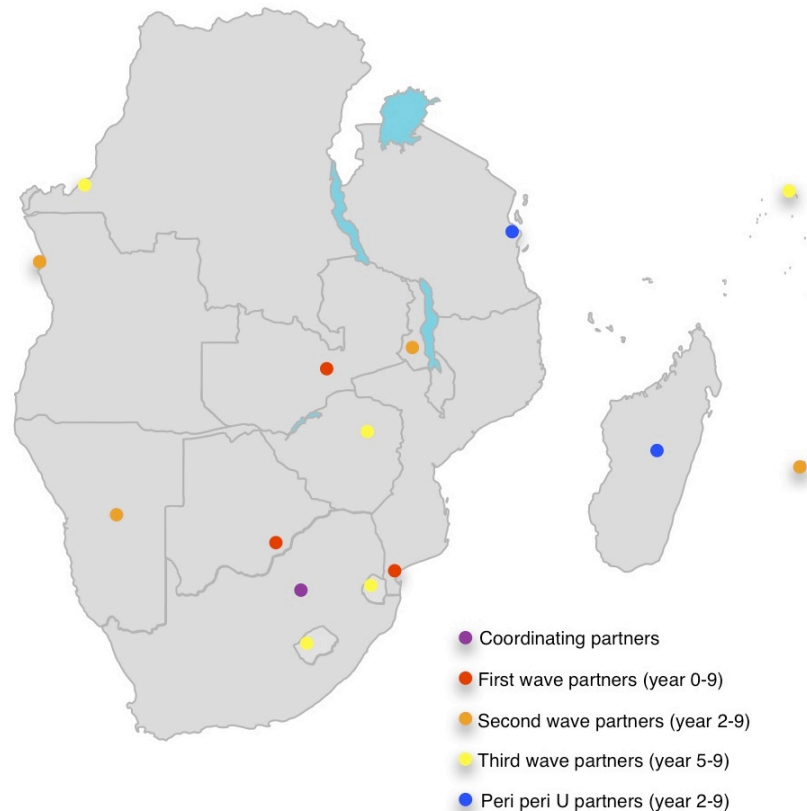 Coordinating partners
First wave partners (year 0-9)
Second wave partners (year 2-9)
Third wave partners (year 5-9)
Peri peri U partners (year 2-9)